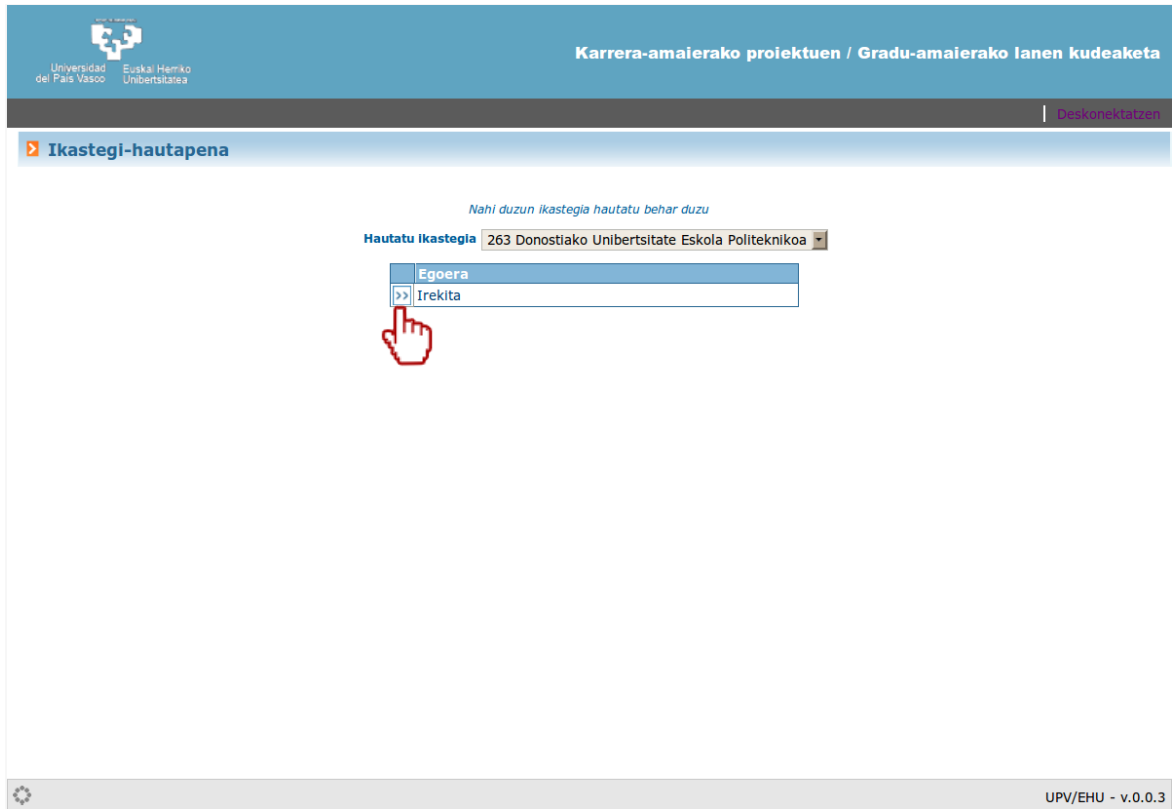 Universidad del País Vasco
Euskal Herriko Unibertsitatea
Karrera-amaierako proiektuen / Gradu-amaierako lanen kudeaketa
Deskonektatzen
Ikastegi-hautapena
Nahi duzun ikastegia hautatu behar duzu
Hautatu ikastegia 263 Donostiako Unibertsitate Eskola Politeknikoa
Egoera
>> Irekita
UPV/EHU - v.0.0.3